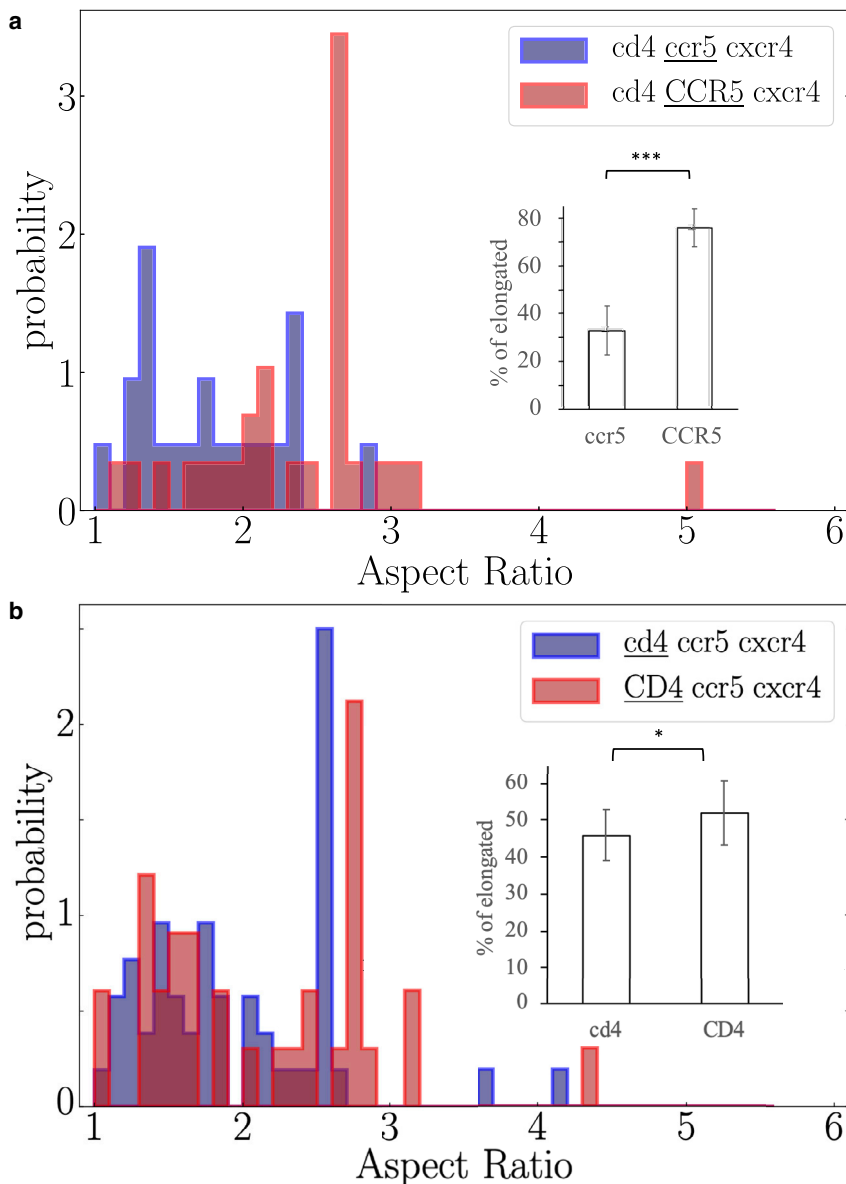 a
cd4 ccr5 cxcr4
cd4 CCR5 cxcr4
***
probability
3
2
1
0
% of elongated
80
60
40
20
0
ccr5 CCR5
1 2 3 4 5 6
Aspect Ratio
b
cd4 ccr5 cxcr4
CD4 ccr5 cxcr4
*
probability
2
1
0
% of elongated
60
50
40
30
20
10
0
cd4 CD4
1 2 3 4 5 6
Aspect Ratio